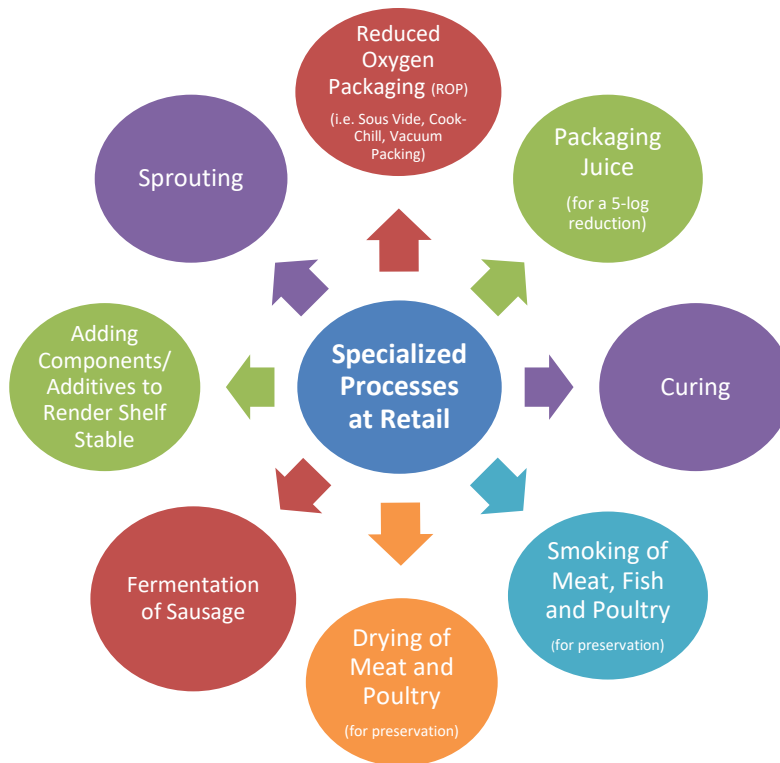 Reduced
Oxygen
Packaging (ROP)
(i.e. Sous Vide, Cook-
Chill, Vacuum
Packing)
Packaging
Juice
(for a 5-log
reduction)
Curing
Smoking of
Meat, Fish
and Poultry
(for preservation)
Drying of
Meat and
Poultry
(for preservation)
Fermentation
of Sausage
Adding
Components/
Additives to
Render Shelf
Stable
Sprouting
Specialized
Processes
at Retail